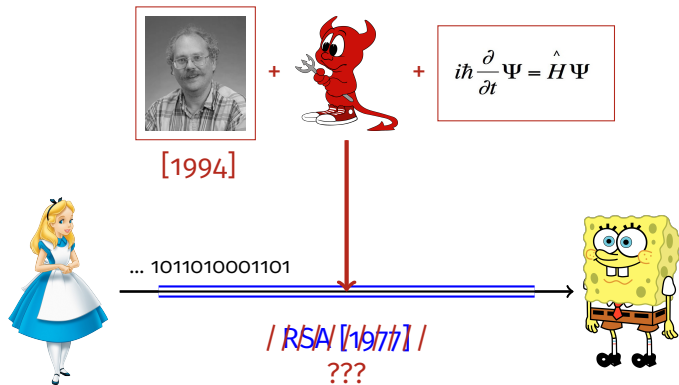 + + iħ ∂/∂t Ψ = Ĥ Ψ
[1994]
... 1011010001101
RSA [1977]
???